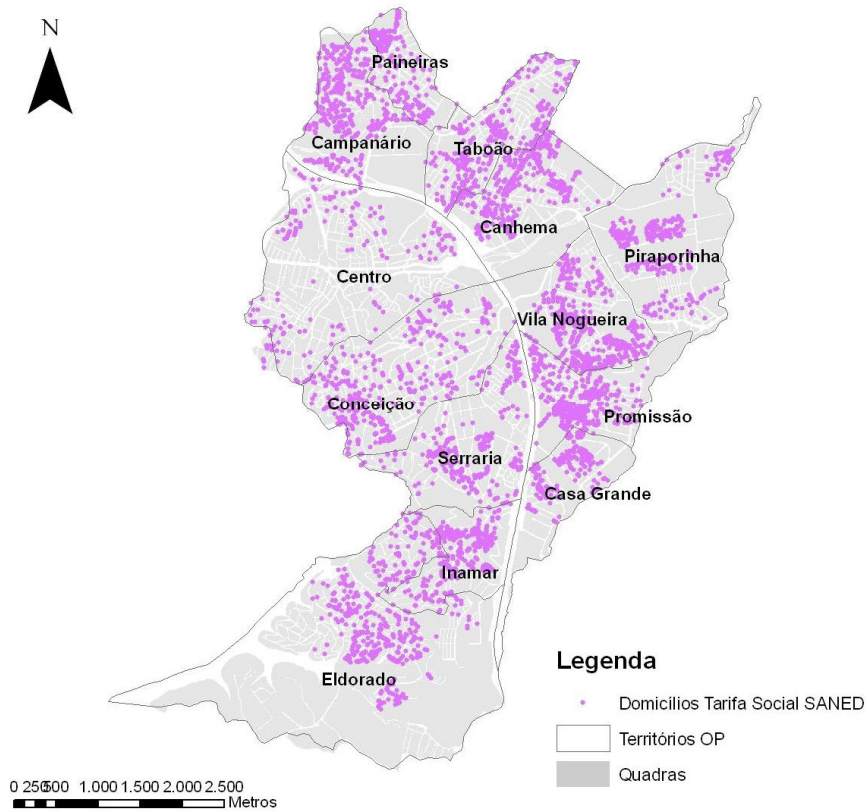 N
Paineiras
Campanário
Taboão
Canhema
Piraporinha
Centro
Vila Nogueira
Conceição
Promissão
Serraria
Casa Grande
Inamar
Eldorado
Legenda
Domicílios Tarifa Social SANED
Territórios OP
Quadras
0 250500 1.000 1.500 2.000 2.500
Metros